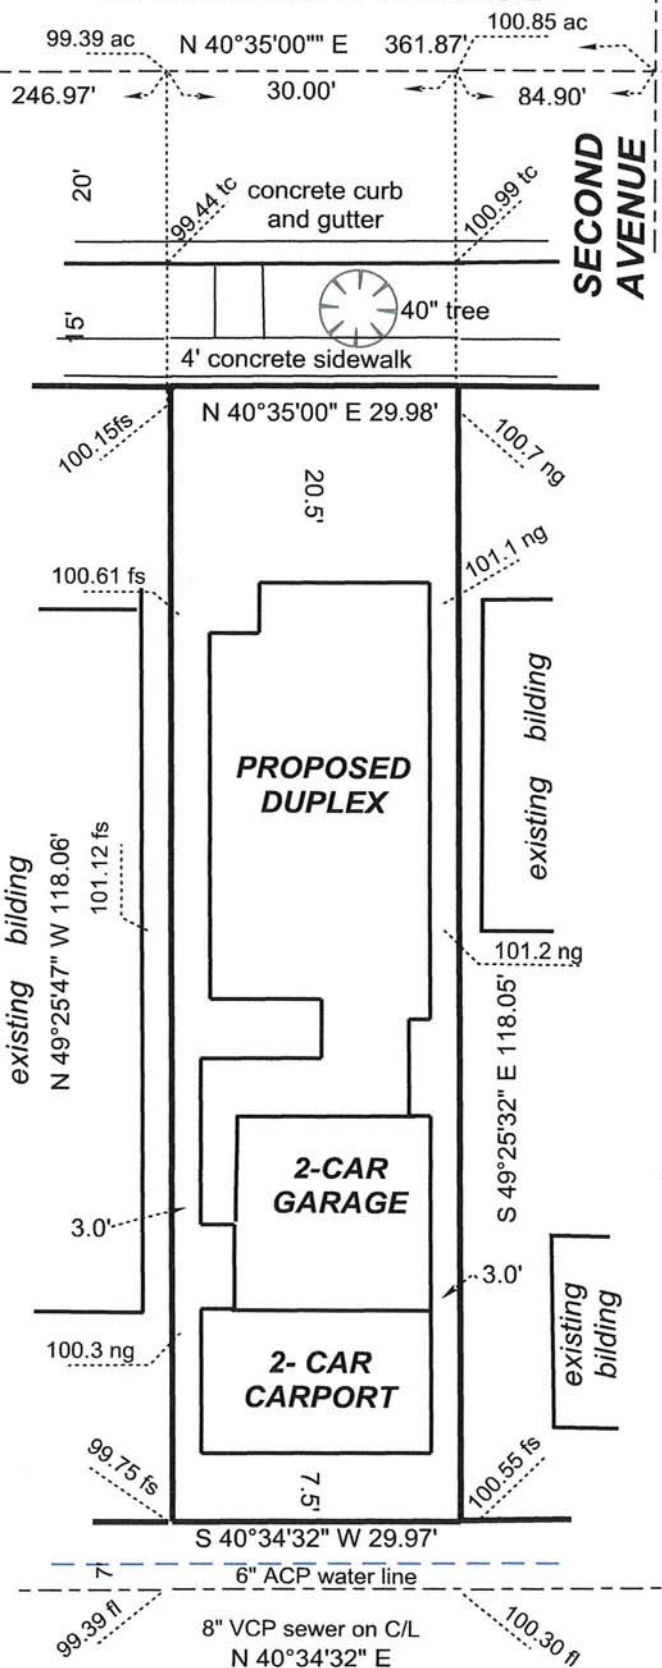 99.39 ac
N 40°35'00"" E
361.87'
100.85 ac
246.97'
30.00'
84.90'
SECOND
AVENUE
20'
99.44 tc
concrete curb
and gutter
100.99 tc
15'
40" tree
4' concrete sidewalk
N 40°35'00" E 29.98'
100.15fs
100.7 ng
20.5'
100.61 fs
101.1 ng
existing bilding
PROPOSED
DUPLEX
existing bilding
N 49°25'47" W 118.06'
101.12 fs
101.2 ng
S 49°25'32" E 118.05'
2-CAR
GARAGE
3.0'
3.0'
existing
bilding
100.3 ng
2- CAR
CARPORT
99.75 fs
7.5'
100.55 fs
S 40°34'32" W 29.97'
7'
6" ACP water line
99.39 fl
8" VCP sewer on C/L
N 40°34'32" E
100.30 fl